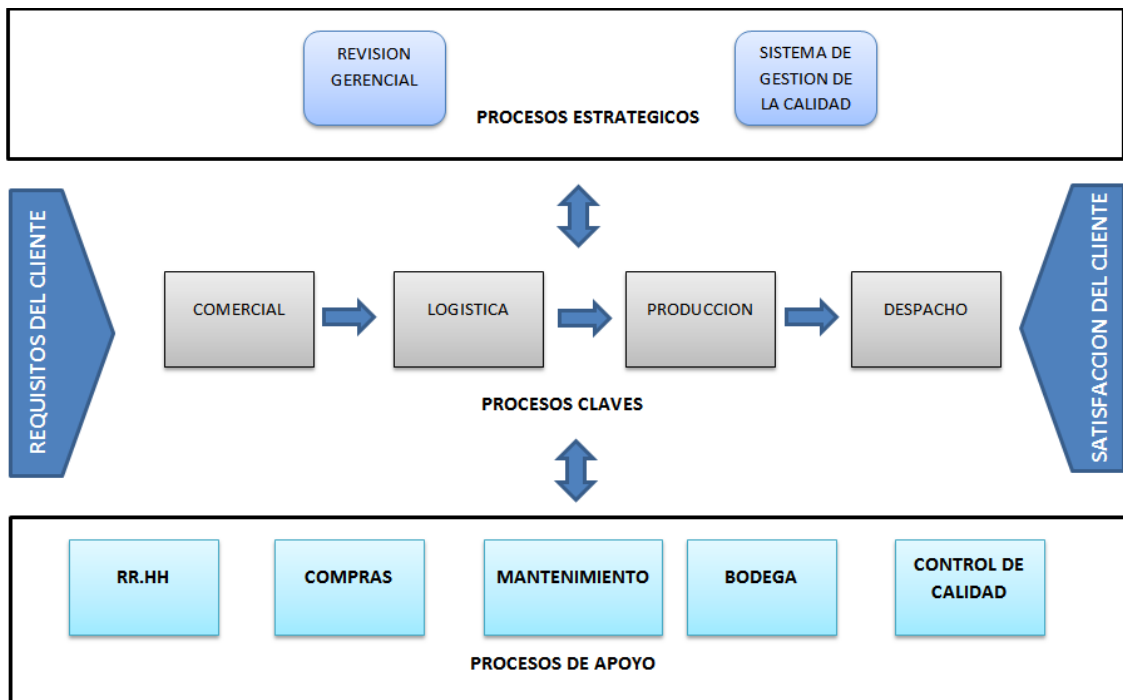 REVISION
GERENCIAL
SISTEMA DE
GESTION DE
LA CALIDAD
PROCESOS ESTRATEGICOS
REQUISITOS DEL CLIENTE
COMERCIAL
LOGISTICA
PRODUCCION
DESPACHO
SATISFACCION DEL CLIENTE
PROCESOS CLAVES
RR.HH
COMPRAS
MANTENIMIENTO
BODEGA
CONTROL DE
CALIDAD
PROCESOS DE APOYO